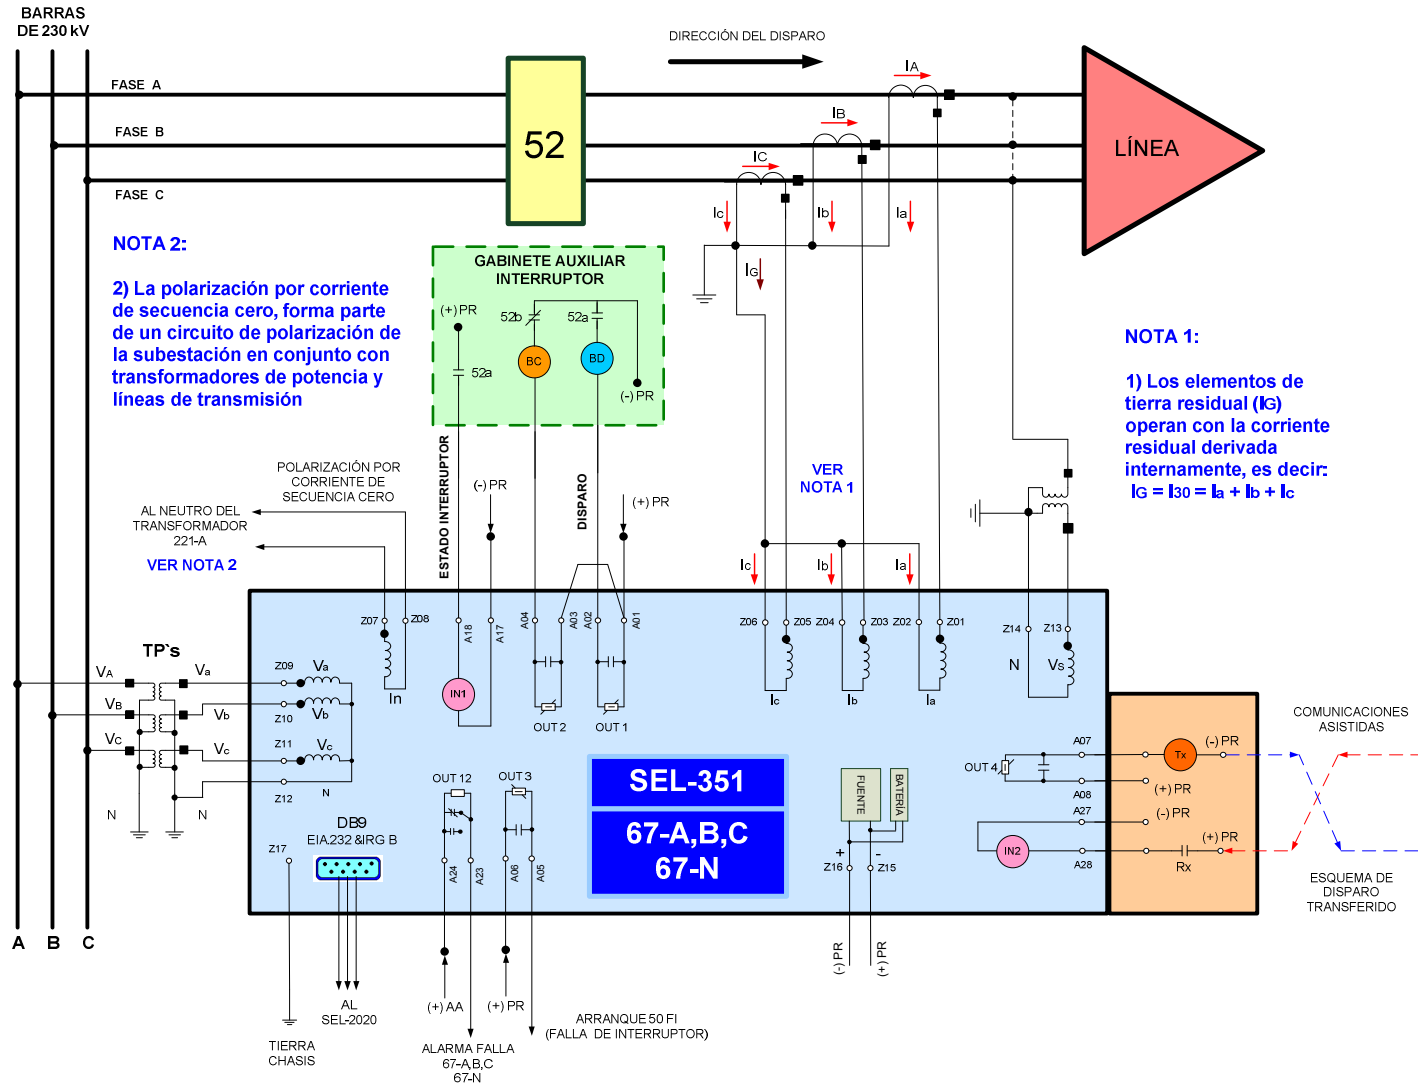 BARRAS
DE 230 kV
DIRECCIÓN DEL DISPARO
FASE A
FASE B
FASE C
52
IA
IB
IC
LÍNEA
Ic
Ib
Ia
IG
NOTA 2:
2) La polarización por corriente
de secuencia cero, forma parte
de un circuito de polarización de
la subestación en conjunto con
transformadores de potencia y
líneas de transmisión
GABINETE AUXILIAR
INTERRUPTOR
(+) PR
52b
52a
52a
BC
BD
(-) PR
NOTA 1:
1) Los elementos de
tierra residual (IG)
operan con la corriente
residual derivada
internamente, es decir:
IG = I30 = Ia + Ib + Ic
VER
NOTA 1
POLARIZACIÓN POR
CORRIENTE DE
SECUENCIA CERO
AL NEUTRO DEL
TRANSFORMADOR
221-A
VER NOTA 2
ESTADO INTERRUPTOR
(-) PR
DISPARO
(+) PR
Ic
Ib
Ia
Z07
Z08
A18
A17
A04
A03
A02
A01
Z06
Z05
Z04
Z03
Z02
Z01
Z14
Z13
N
VS
In
IN1
OUT 2
OUT 1
Ic
Ib
Ia
TP`s
VA
Va
VB
Vb
VC
Vc
N
N
Z09
Va
Z10
Vb
Z11
Vc
Z12
N
DB9
EIA.232 & IRG B
Z17
OUT 12
OUT 3
A24
A23
A06
A05
SEL-351
67-A,B,C
67-N
FUENTE
BATERÍA
+
-
Z16
Z15
(-) PR
(+) PR
OUT 4
A07
A08
A27
A28
IN2
Tx
(-) PR
(+) PR
(-) PR
(+) PR
Rx
COMUNICACIONES
ASISTIDAS
ESQUEMA DE
DISPARO
TRANSFERIDO
A
B
C
TIERRA
CHASIS
AL
SEL-2020
(+) AA
(+) PR
ALARMA FALLA
67-A,B,C
67-N
ARRANQUE 50 FI
(FALLA DE INTERRUPTOR)